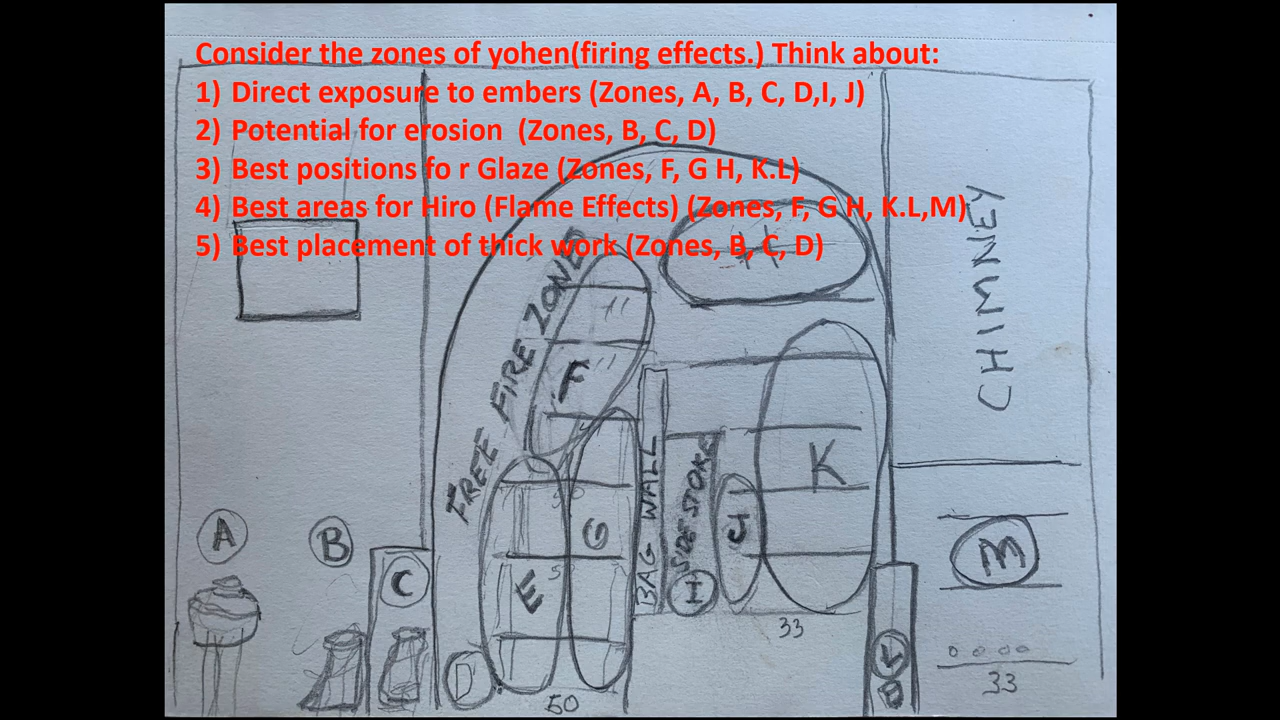 Consider the zones of yohen(firing effects.) Think about:
1) Direct exposure to embers (Zones, A, B, C, D,I, J)
2) Potential for erosion (Zones, B, C, D)
3) Best positions fo r Glaze (Zones, F, G H, K.L)
4) Best areas for Hiro (Flame Effects) (Zones, F, G H, K.L,M)
5) Best placement of thick work (Zones, B, C, D)
CHIMNEY
FREE FIRE ZONE
H
F
K
BAG WALL
SIDE STOKE
A
B
C
G
J
M
E
I
D
L
33
50
33